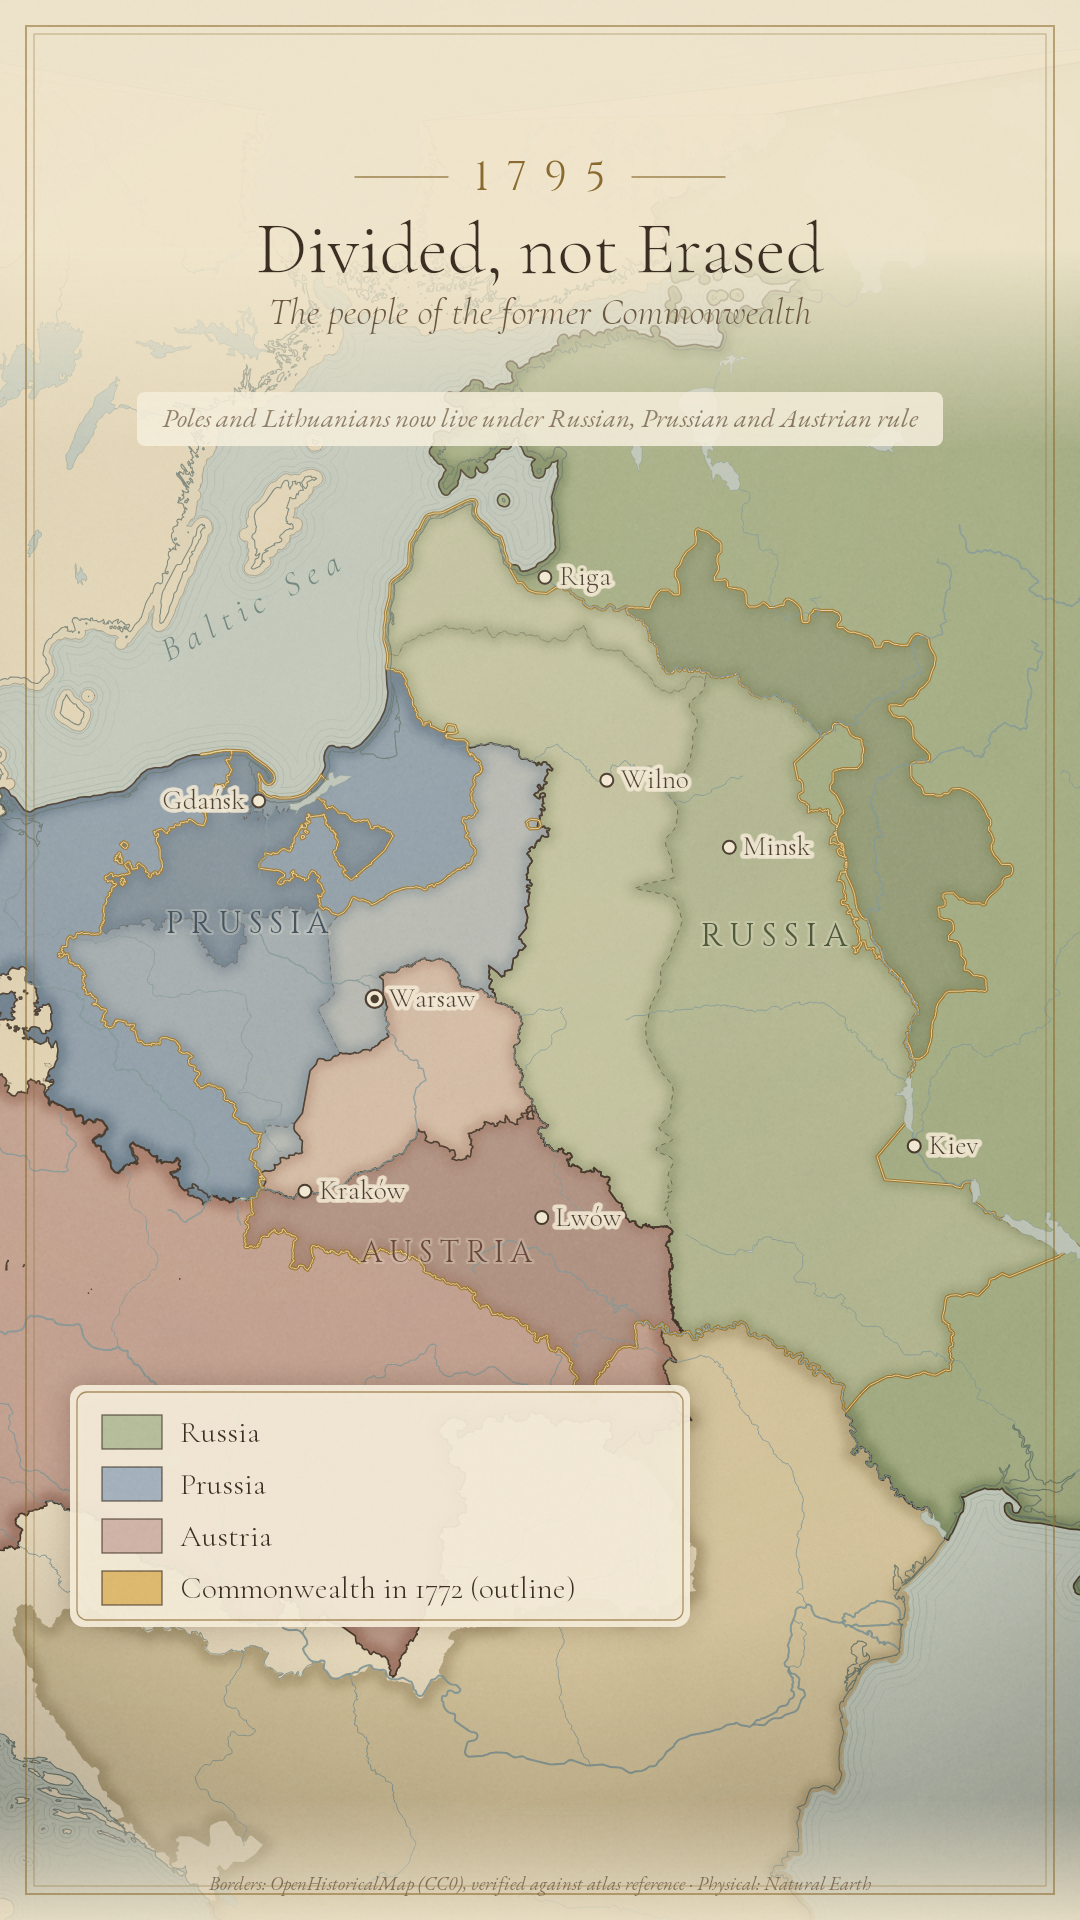 1795
Divided, not Erased
The people of the former Commonwealth
Poles and Lithuanians now live under Russian, Prussian and Austrian rule
Baltic Sea
Riga
Wilno
Gdańsk
Minsk
PRUSSIA
RUSSIA
Warsaw
Kiev
Kraków
Lwów
AUSTRIA
Russia
Prussia
Austria
Commonwealth in 1772 (outline)
Borders: OpenHistoricalMap (CC0), verified against atlas reference · Physical: Natural Earth